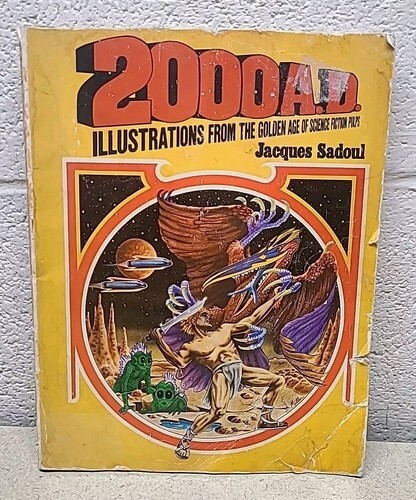 2000 A.D.
ILLUSTRATIONS FROM THE GOLDEN AGE OF SCIENCE FICTION PULPS
Jacques Sadoul